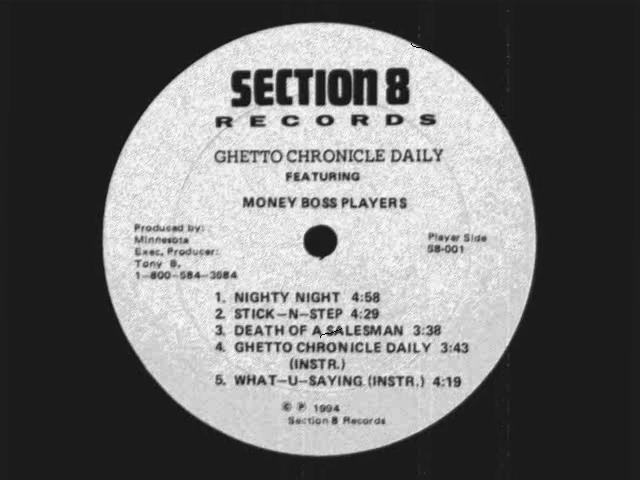 SECTION 8
RECORDS
GHETTO CHRONICLE DAILY
FEATURING
MONEY BOSS PLAYERS
Produced by:
Minnesota
Exec. Producer:
Tony B.
1-800-584-3684
Player Side
S8-001
1. NIGHTY NIGHT 4:58
2. STICK-N-STEP 4:29
3. DEATH OF A SALESMAN 3:38
4. GHETTO CHRONICLE DAILY 3:43
(INSTR.)
5. WHAT-U-SAYING (INSTR.) 4:19
© ℗ 1994
Section 8 Records